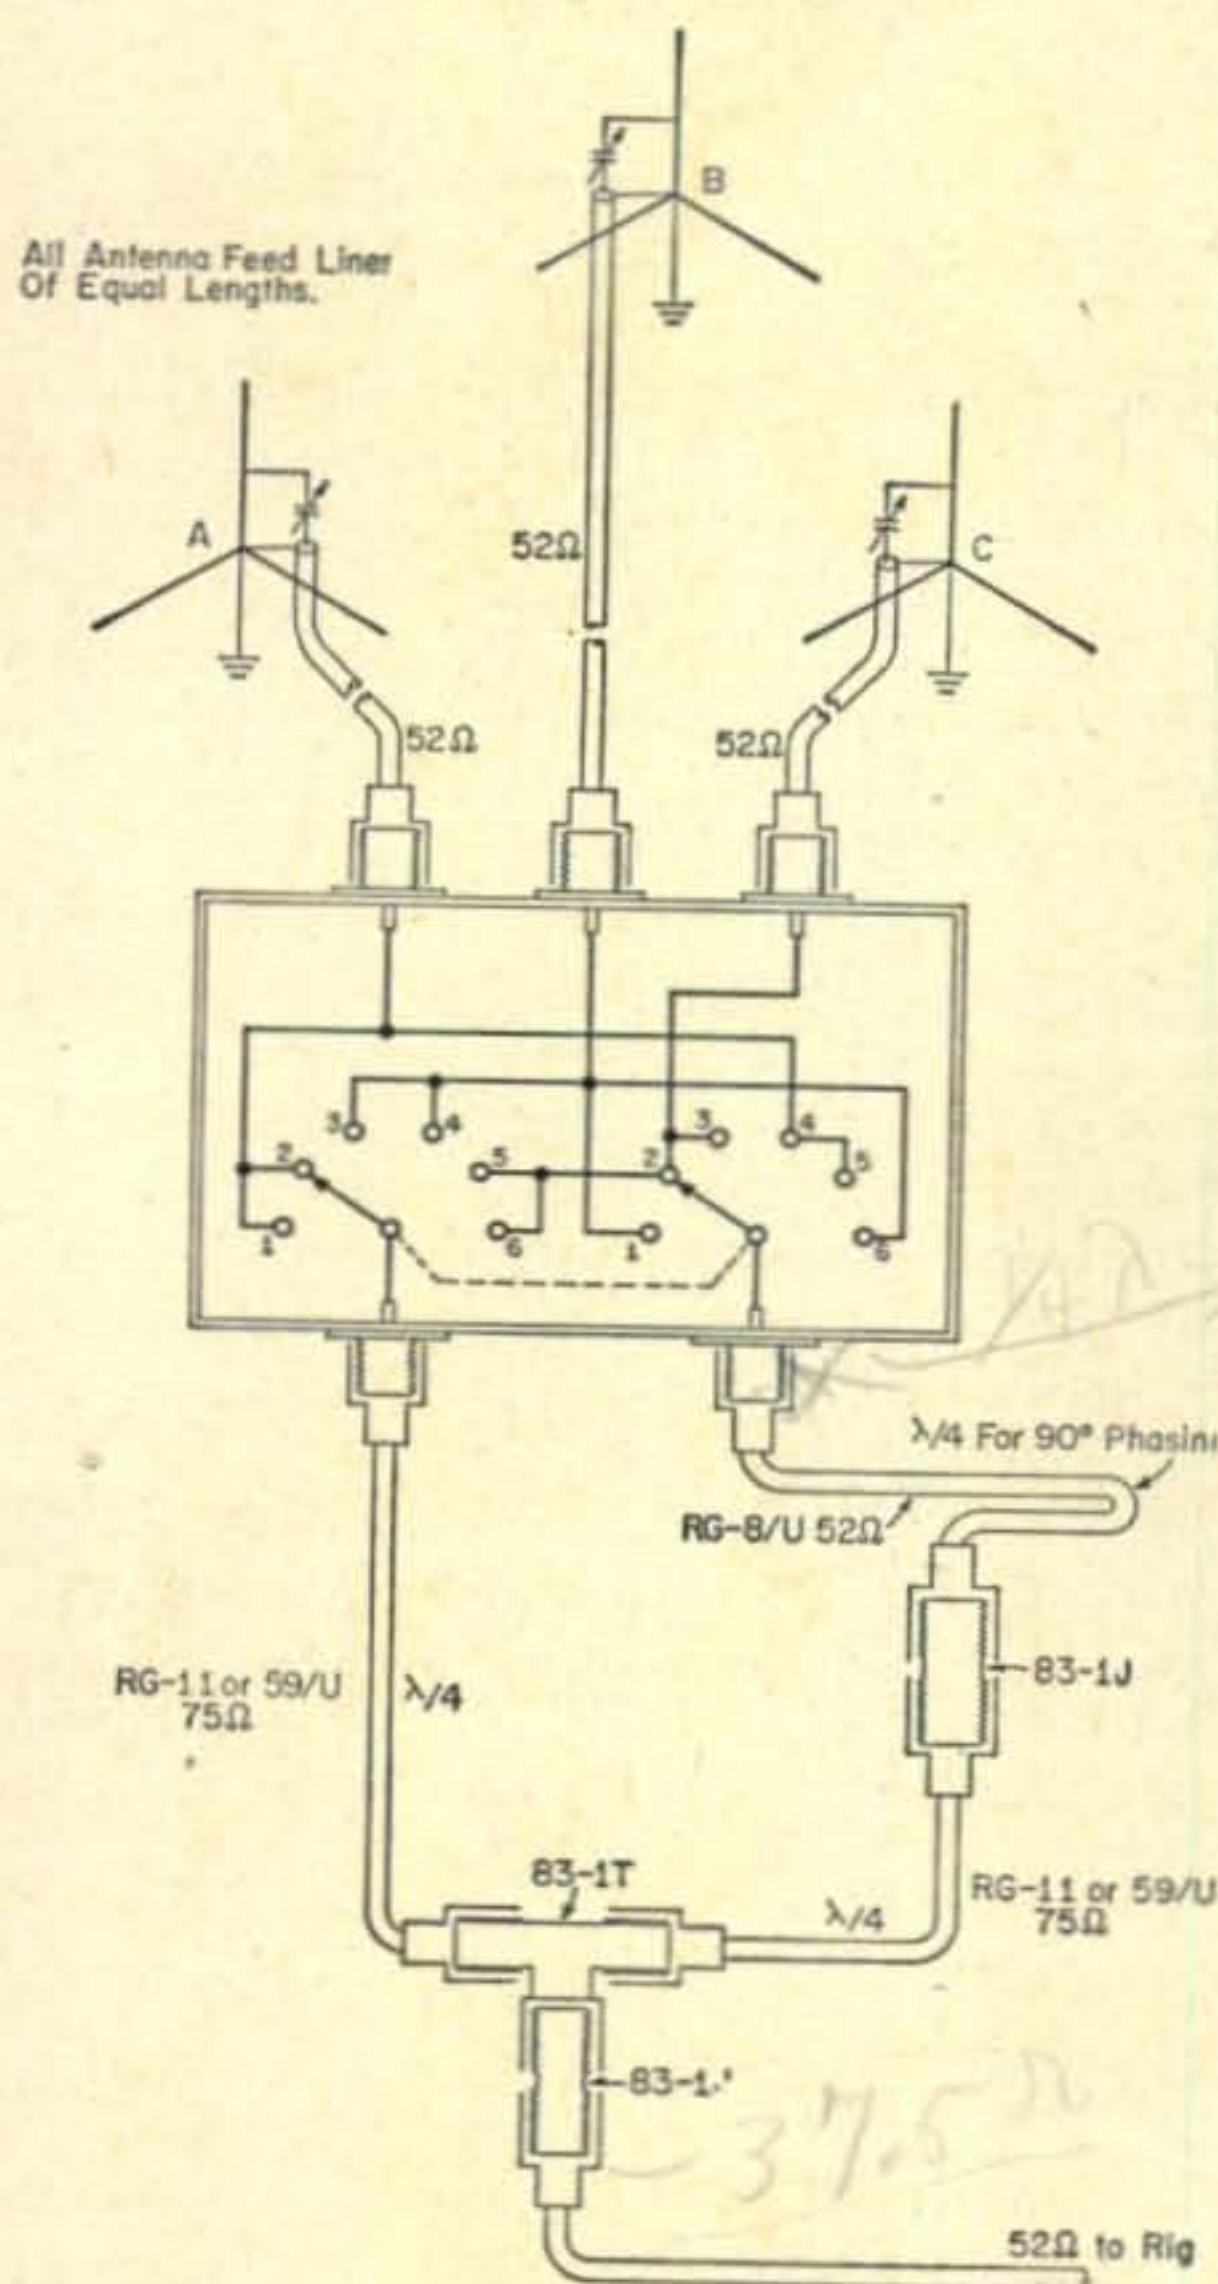 B
All Antenna Feed Liner
Of Equal Lengths.
A
C
52Ω
52Ω
52Ω
3
4
3
4
2
5
2
5
1
6
1
6
λ/4 For 90°
RG-8/U 52Ω
83-1J
RG-11 or 59/U
75Ω
λ/4
83-1T
RG-11 or 59/U
75Ω
λ/4
37.5Ω
52Ω to Rig